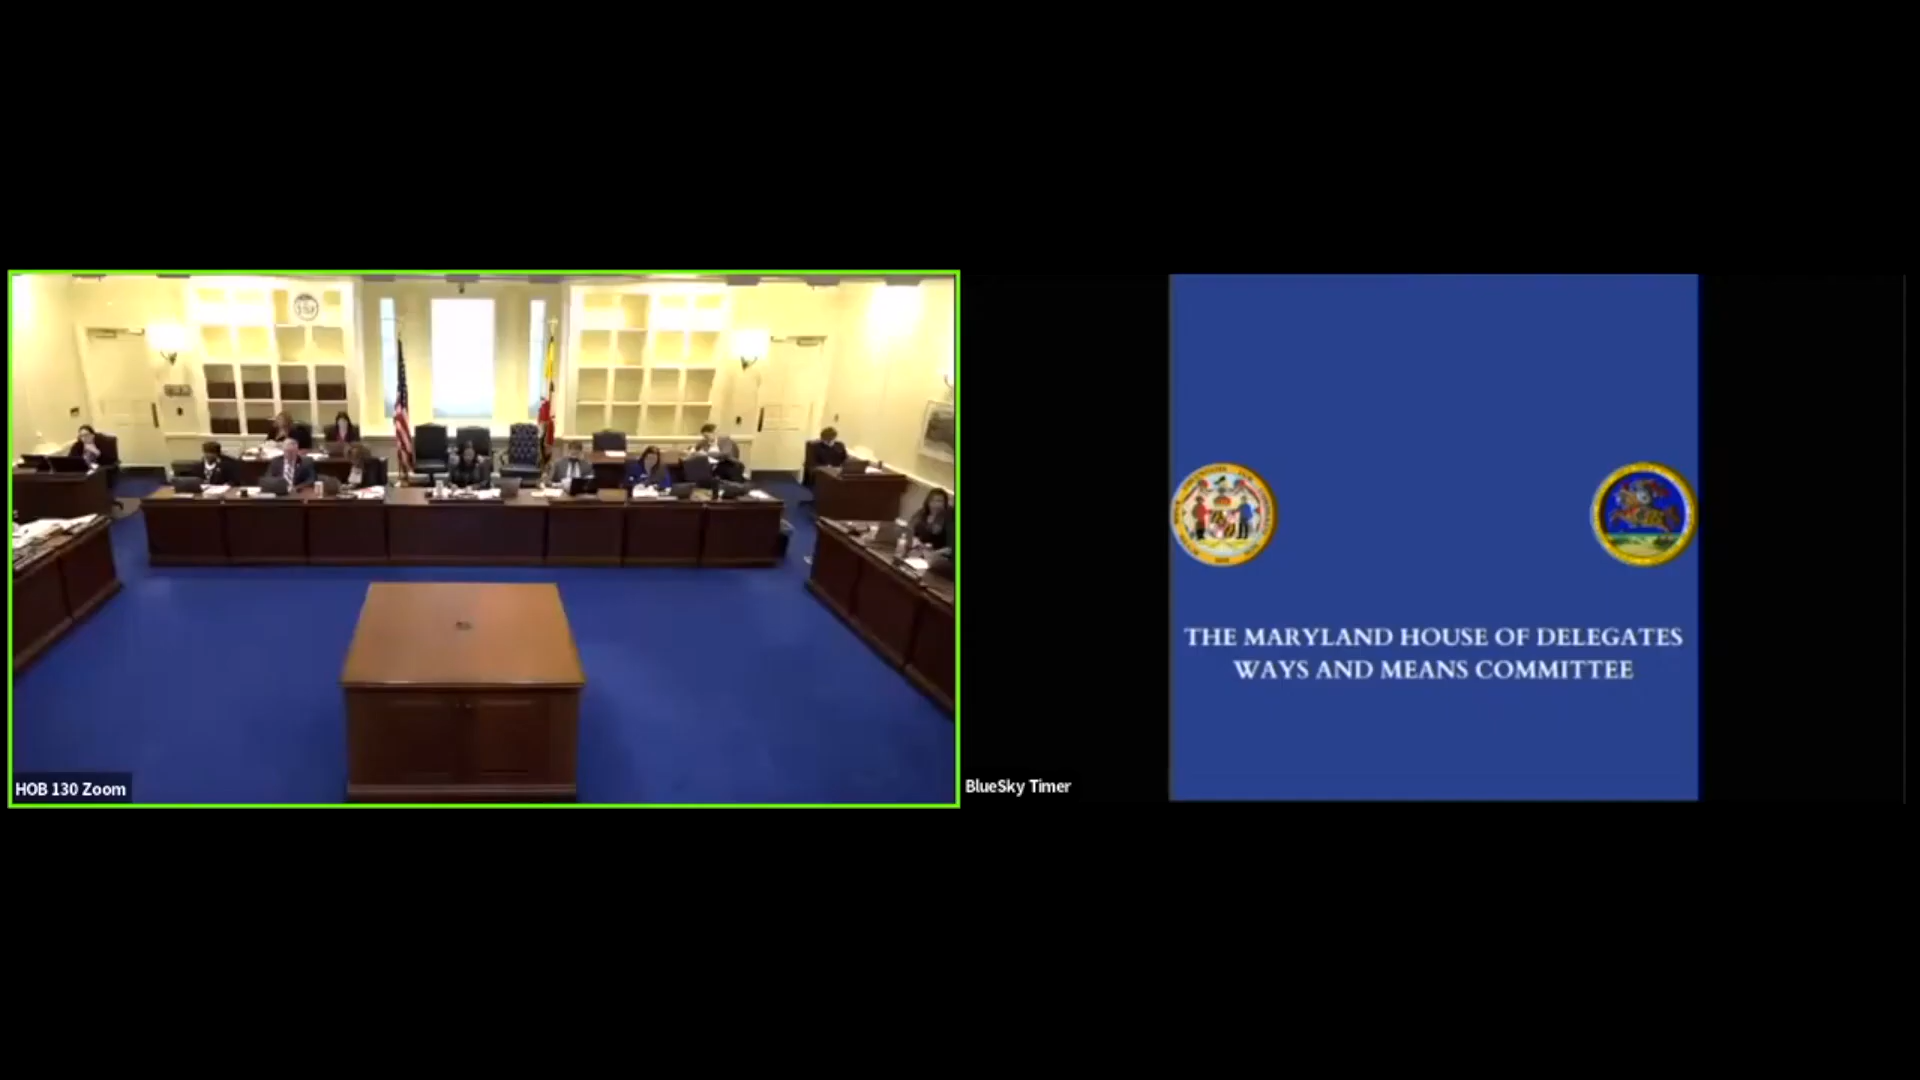 HOB 130 Zoom
THE MARYLAND HOUSE OF DELEGATES
WAYS AND MEANS COMMITTEE
BlueSky Timer